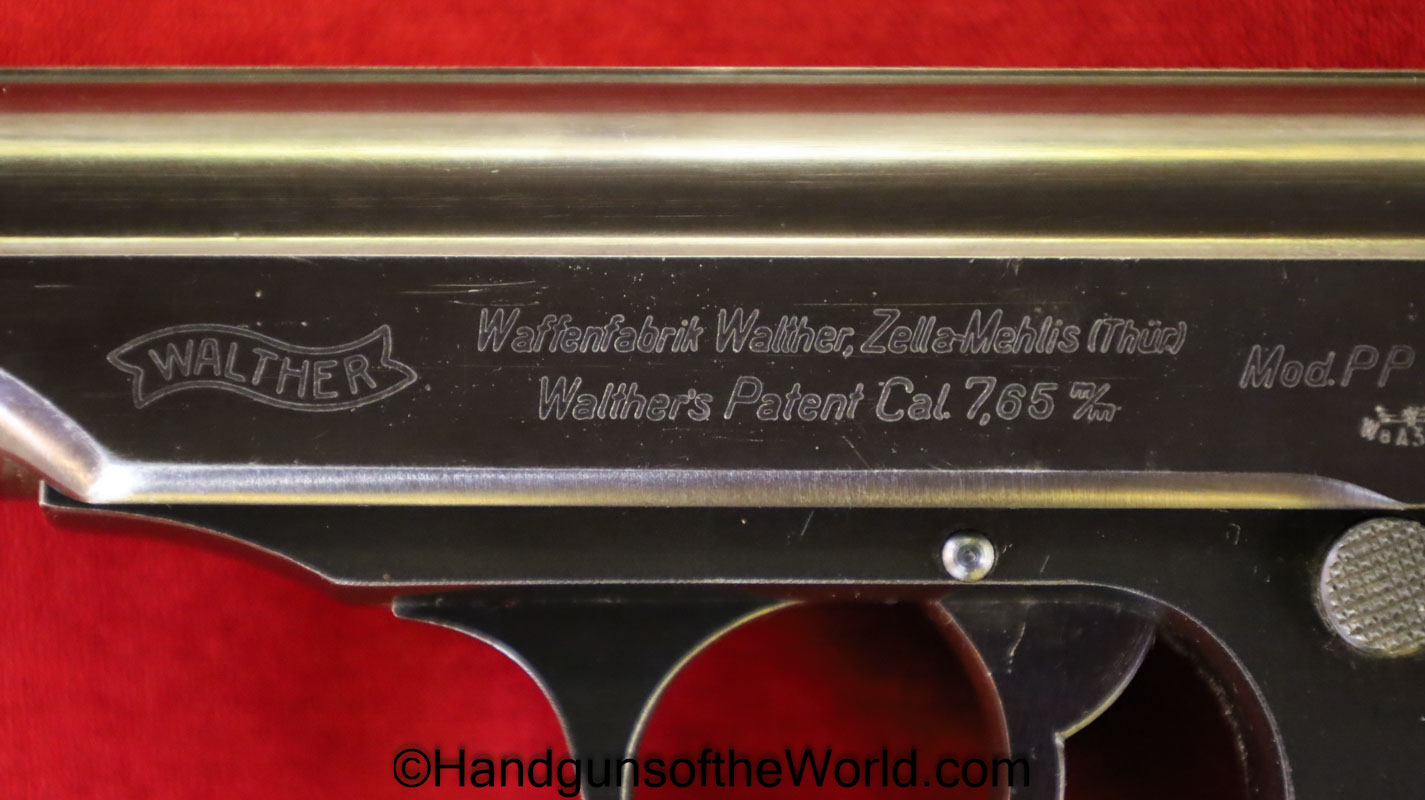 WALTHER
Waffenfabrik Walther, Zella-Mehlis (Thür)
Walther's Patent Cal. 7,65 m/m
Mod. PP
©HandgunsoftheWorld.com